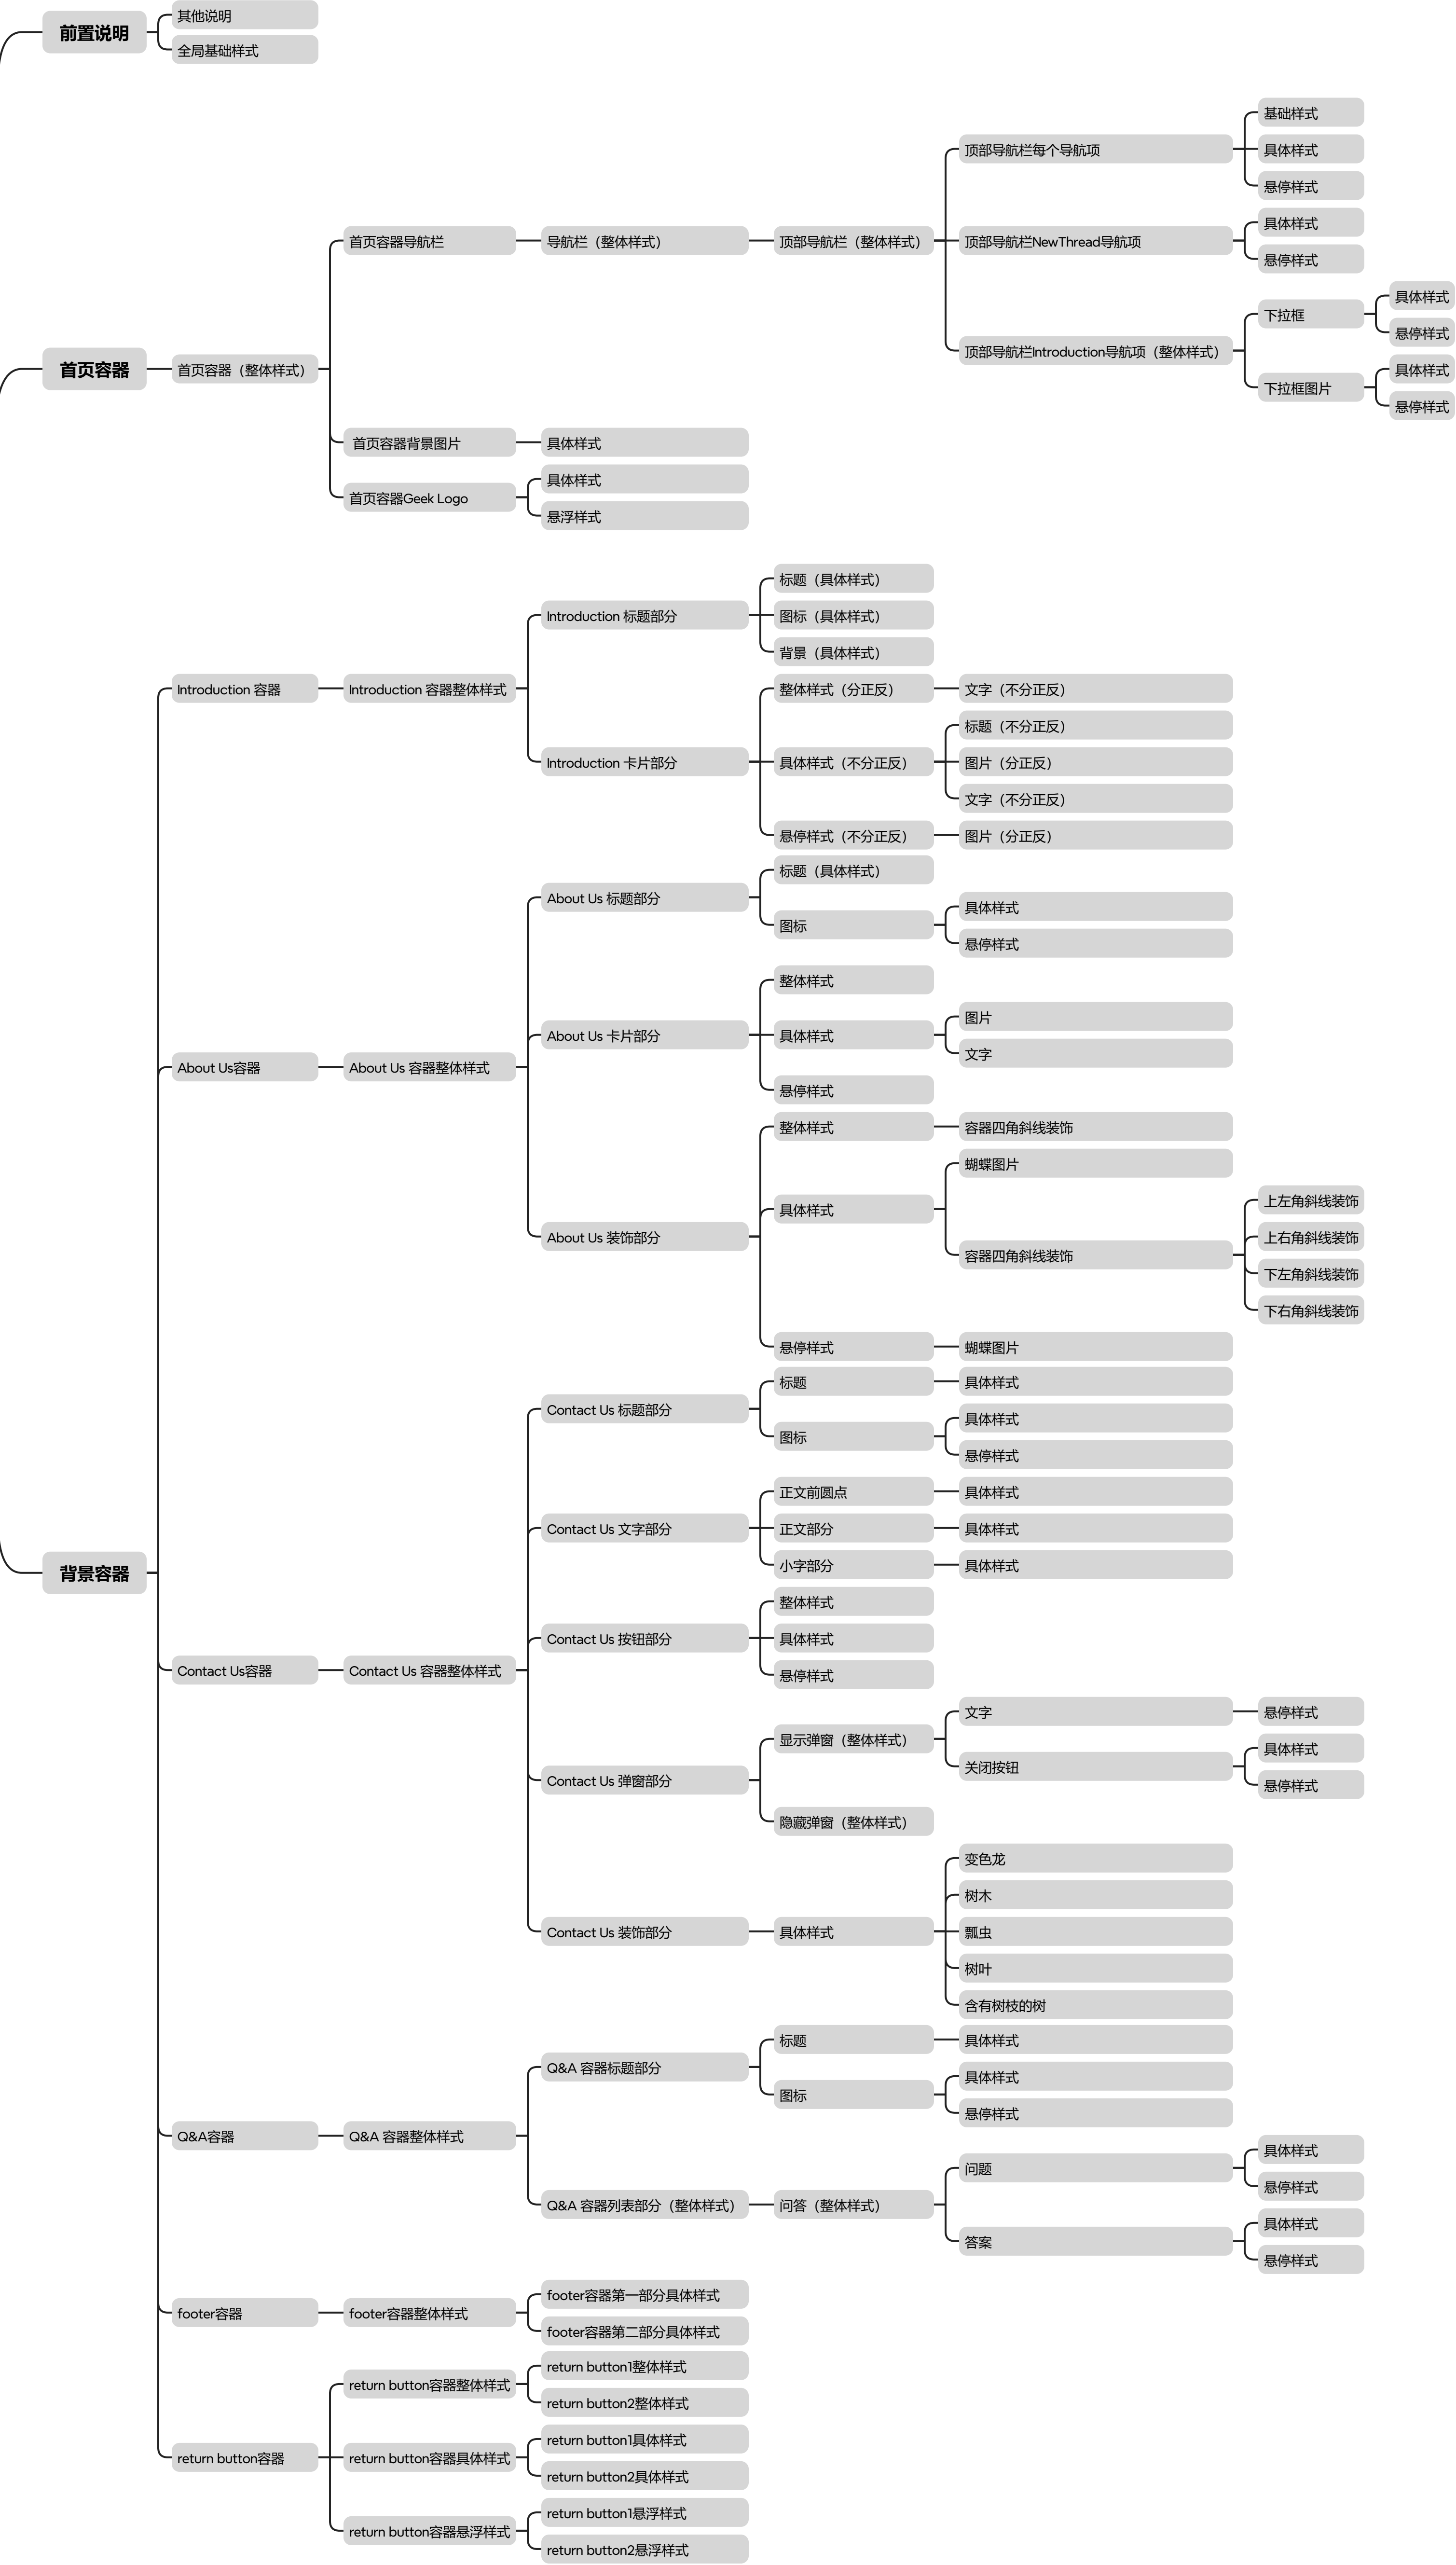 前置说明
其他说明
全局基础样式
首页容器
首页容器（整体样式）
首页容器导航栏
导航栏（整体样式）
顶部导航栏（整体样式）
顶部导航栏每个导航项
基础样式
具体样式
悬停样式
顶部导航栏NewThread导航项
具体样式
悬停样式
顶部导航栏Introduction导航项（整体样式）
下拉框
具体样式
悬停样式
下拉框图片
具体样式
悬停样式
首页容器背景图片
具体样式
首页容器Geek Logo
具体样式
悬浮样式
背景容器
Introduction 容器
Introduction 容器整体样式
Introduction 标题部分
标题（具体样式）
图标（具体样式）
背景（具体样式）
Introduction 卡片部分
整体样式（分正反）
文字（不分正反）
具体样式（不分正反）
标题（不分正反）
图片（分正反）
文字（不分正反）
悬停样式（不分正反）
图片（分正反）
About Us容器
About Us 容器整体样式
About Us 标题部分
标题（具体样式）
图标
具体样式
悬停样式
About Us 卡片部分
整体样式
具体样式
图片
文字
悬停样式
About Us 装饰部分
整体样式
容器四角斜线装饰
具体样式
蝴蝶图片
容器四角斜线装饰
上左角斜线装饰
上右角斜线装饰
下左角斜线装饰
下右角斜线装饰
悬停样式
蝴蝶图片
Contact Us容器
Contact Us 容器整体样式
Contact Us 标题部分
标题
具体样式
图标
具体样式
悬停样式
Contact Us 文字部分
正文前圆点
具体样式
正文部分
具体样式
小字部分
具体样式
Contact Us 按钮部分
整体样式
具体样式
悬停样式
Contact Us 弹窗部分
显示弹窗（整体样式）
文字
悬停样式
关闭按钮
具体样式
悬停样式
隐藏弹窗（整体样式）
Contact Us 装饰部分
具体样式
变色龙
树木
瓢虫
树叶
含有树枝的树
Q&A容器
Q&A 容器整体样式
Q&A 容器标题部分
标题
具体样式
图标
具体样式
悬停样式
Q&A 容器列表部分（整体样式）
问答（整体样式）
问题
具体样式
悬停样式
答案
具体样式
悬停样式
footer容器
footer容器整体样式
footer容器第一部分具体样式
footer容器第二部分具体样式
return button容器
return button容器整体样式
return button1整体样式
return button2整体样式
return button容器具体样式
return button1具体样式
return button2具体样式
return button容器悬浮样式
return button1悬浮样式
return button2悬浮样式